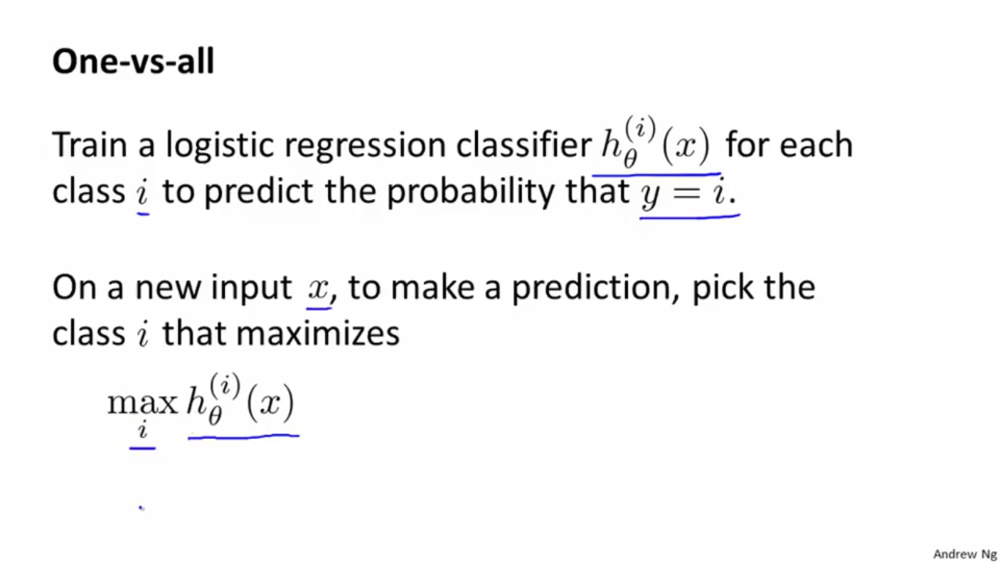 One-vs-all
Train a logistic regression classifier $h_\theta^{(i)}(x)$ for each
class $i$ to predict the probability that $y = i$.
On a new input $x$, to make a prediction, pick the
class $i$ that maximizes
$\max_i h_\theta^{(i)}(x)$
Andrew Ng